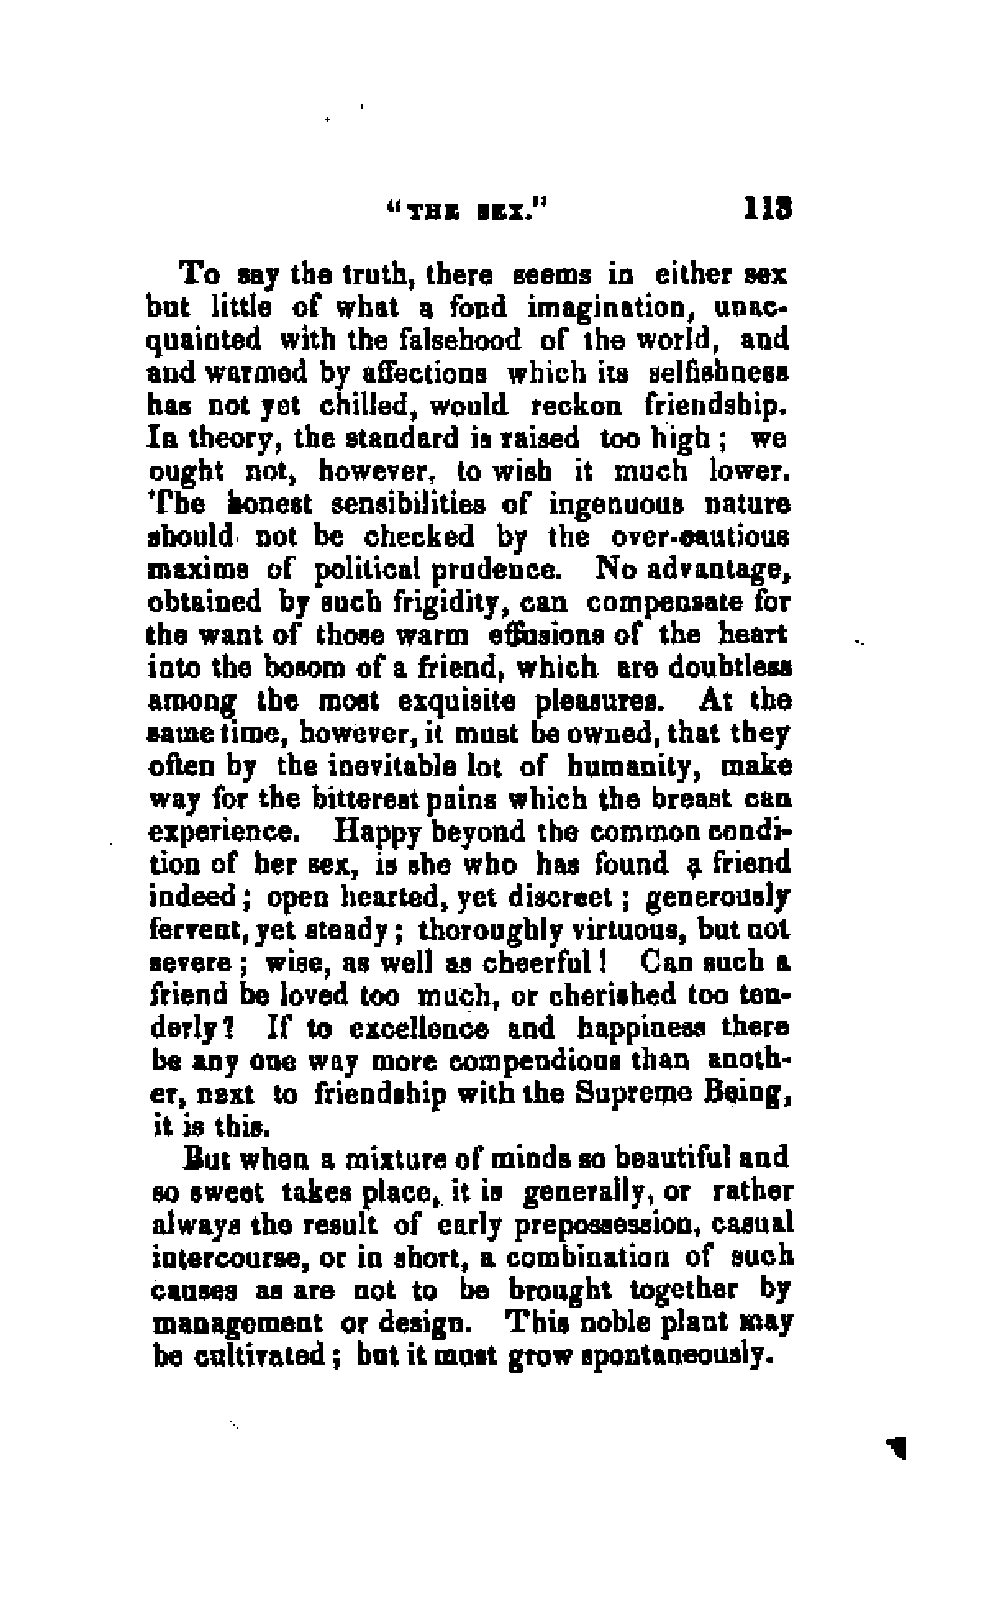 "THE SEX." 113
To say the truth, there seems in either sex
but little of what a fond imagination, unac-
quainted with the falsehood of the world, and
and warmed by affections which its selfishness
has not yet chilled, would reckon friendship.
In theory, the standard is raised too high; we
ought not, however, to wish it much lower.
The honest sensibilities of ingenuous nature
should not be checked by the over-cautious
maxims of political prudence. No advantage,
obtained by such frigidity, can compensate for
the want of those warm effusions of the heart
into the bosom of a friend, which are doubtless
among the most exquisite pleasures. At the
same time, however, it must be owned, that they
often by the inevitable lot of humanity, make
way for the bitterest pains which the breast can
experience. Happy beyond the common condi-
tion of her sex, is she who has found a friend
indeed; open hearted, yet discreet; generously
fervent, yet steady; thoroughly virtuous, but not
severe; wise, as well as cheerful! Can such a
friend be loved too much, or cherished too ten-
derly? If to excellence and happiness there
be any one way more compendious than anoth-
er, next to friendship with the Supreme Being,
it is this.
But when a mixture of minds so beautiful and
so sweet takes place, it is generally, or rather
always the result of early prepossession, casual
intercourse, or in short, a combination of such
causes as are not to be brought together by
management or design. This noble plant may
be cultivated; but it must grow spontaneously.